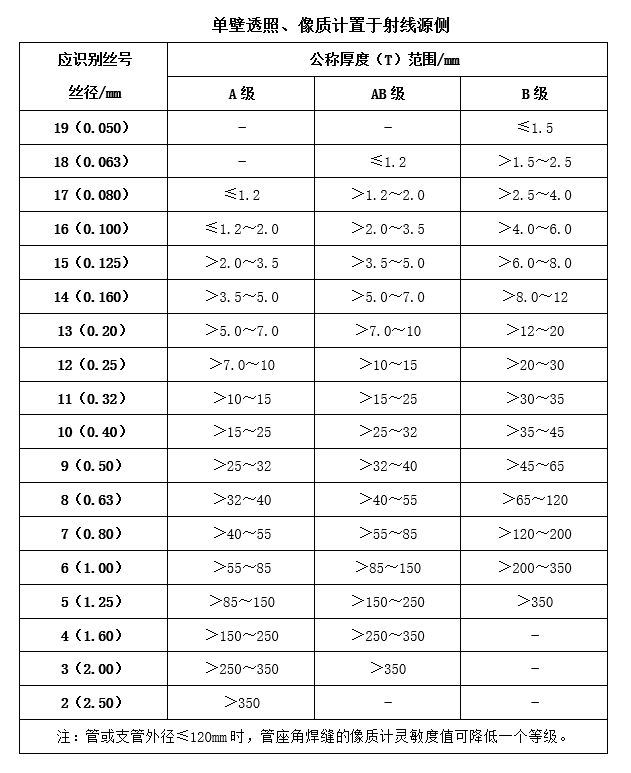 单壁透照、像质计置于射线源侧
应识别丝号 公称厚度（T）范围/mm
丝径/mm A 级 AB 级 B 级
19（0.050） － － ≤1.5
18（0.063） － ≤1.2 ＞1.5～2.5
17（0.080） ≤1.2 ＞1.2～2.0 ＞2.5～4.0
16（0.100） ≤1.2～2.0 ＞2.0～3.5 ＞4.0～6.0
15（0.125） ＞2.0～3.5 ＞3.5～5.0 ＞6.0～8.0
14（0.160） ＞3.5～5.0 ＞5.0～7.0 ＞8.0～12
13（0.20） ＞5.0～7.0 ＞7.0～10 ＞12～20
12（0.25） ＞7.0～10 ＞10～15 ＞20～30
11（0.32） ＞10～15 ＞15～25 ＞30～35
10（0.40） ＞15～25 ＞25～32 ＞35～45
9（0.50） ＞25～32 ＞32～40 ＞45～65
8（0.63） ＞32～40 ＞40～55 ＞65～120
7（0.80） ＞40～55 ＞55～85 ＞120～200
6（1.00） ＞55～85 ＞85～150 ＞200～350
5（1.25） ＞85～150 ＞150～250 ＞350
4（1.60） ＞150～250 ＞250～350 －
3（2.00） ＞250～350 ＞350 －
2（2.50） ＞350 － －
注：管或支管外径≤120mm时，管座角焊缝的像质计灵敏度值可降低一个等级。